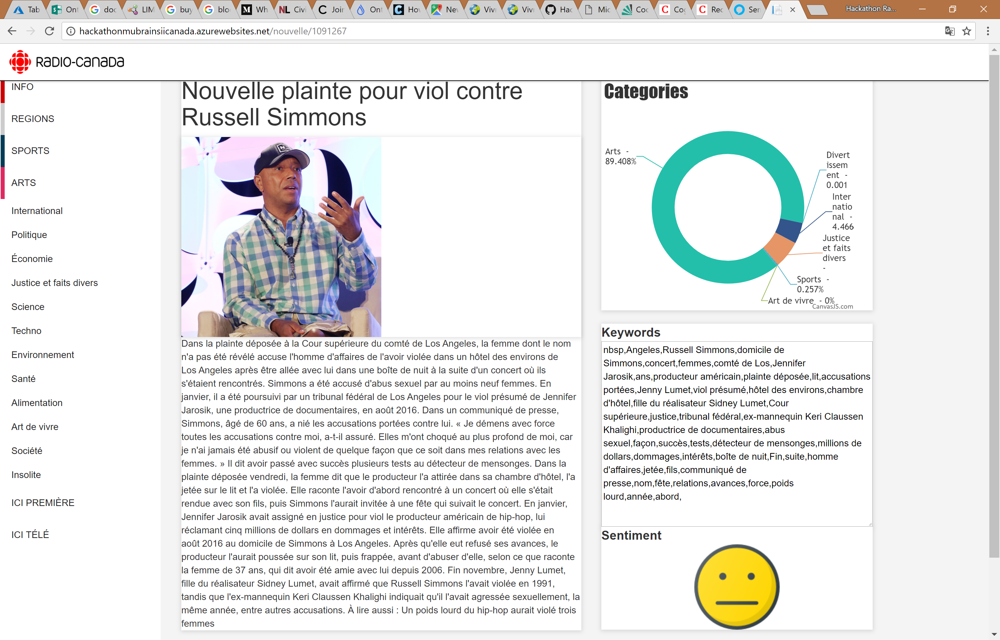 Tab
Ont
doc
LIM
buy
blo
Wh
NL Civi
Joir
Ont
Hov
Nev
Viv
Viv
Hac
Mic
Coc
Cog
Rec
Sen
Hackathon Ra...
hackathonmubrainsiicanada.azurewebsites.net/nouvelle/1091267
RADIO-CANADA
INFO
REGIONS
SPORTS
ARTS
International
Politique
Économie
Justice et faits divers
Science
Techno
Environnement
Santé
Alimentation
Art de vivre
Société
Insolite
ICI PREMIÈRE
ICI TÉLÉ
Nouvelle plainte pour viol contre
Russell Simmons
Dans la plainte déposée à la Cour supérieure du comté de Los Angeles, la femme dont le nom
n'a pas été révélé accuse l'homme d'affaires de l'avoir violée dans un hôtel des environs de
Los Angeles après être allée avec lui dans une boîte de nuit à la suite d'un concert où ils
s'étaient rencontrés. Simmons a été accusé d'abus sexuel par au moins neuf femmes. En
janvier, il a été poursuivi par un tribunal fédéral de Los Angeles pour le viol présumé de Jennifer
Jarosik, une productrice de documentaires, en août 2016. Dans un communiqué de presse,
Simmons, âgé de 60 ans, a nié les accusations portées contre lui. « Je démens avec force
toutes les accusations contre moi, a-t-il assuré. Elles m'ont choqué au plus profond de moi, car
je n'ai jamais été abusif ou violent de quelque façon que ce soit dans mes relations avec les
femmes. » Il dit avoir passé avec succès plusieurs tests au détecteur de mensonges. Dans la
plainte déposée vendredi, la femme dit que le producteur l'a attirée dans sa chambre d'hôtel, l'a
jetée sur le lit et l'a violée. Elle raconte l'avoir d'abord rencontré à un concert où elle s'était
rendue avec son fils, puis Simmons l'aurait invitée à une fête qui suivait le concert. En janvier,
Jennifer Jarosik avait assigné en justice pour viol le producteur américain de hip-hop, lui
réclamant cinq millions de dollars en dommages et intérêts. Elle affirme avoir été violée en
août 2016 au domicile de Simmons à Los Angeles. Après qu'elle eut refusé ses avances, le
producteur l'aurait poussée sur son lit, puis frappée, avant d'abuser d'elle, selon ce que raconte
la femme de 37 ans, qui dit avoir été amie avec lui depuis 2006. Fin novembre, Jenny Lumet,
fille du réalisateur Sidney Lumet, avait affirmé que Russell Simmons l'avait violée en 1991,
tandis que l'ex-mannequin Keri Claussen Khalighi indiquait qu'il l'avait agressée sexuellement, la
même année, entre autres accusations. À lire aussi : Un poids lourd du hip-hop aurait violé trois
femmes
Categories
Arts -
89.408%
Divert
issem
ent -
0.001
Inter
natio
nal -
4.466
Justice
et faits
divers
-
Sports -
0.257%
Art de vivre - 0%
CanvasJS.com
Keywords
nbsp,Angeles,Russell Simmons,domicile de
Simmons,concert,femmes,comté de Los,Jennifer
Jarosik,ans,producteur américain,plainte déposée,lit,accusations
portées,Jenny Lumet,viol présumé,hôtel des environs,chambre
d'hôtel,fille du réalisateur Sidney Lumet,Cour
supérieure,justice,tribunal fédéral,ex-mannequin Keri Claussen
Khalighi,productrice de documentaires,abus
sexuel,façon,succès,tests,détecteur de mensonges,millions de
dollars,dommages,intérêts,boîte de nuit,Fin,suite,homme
d'affaires,jetée,fils,communiqué de
presse,nom,fête,relations,avances,force,poids
lourd,année,abord,
Sentiment